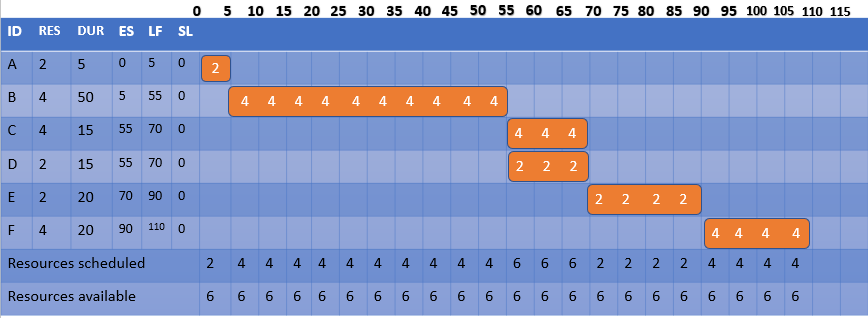 0 5 10 15 20 25 30 35 40 45 50 55 60 65 70 75 80 85 90 95 100 105 110 115
ID RES DUR ES LF SL
A 2 5 0 5 0 2
B 4 50 5 55 0 4 4 4 4 4 4 4 4 4 4
C 4 15 55 70 0 4 4 4
D 2 15 55 70 0 2 2 2
E 2 20 70 90 0 2 2 2 2
F 4 20 90 110 0 4 4 4 4
Resources scheduled 2 4 4 4 4 4 4 4 4 4 4 6 6 6 2 2 2 2 4 4 4 4
Resources available 6 6 6 6 6 6 6 6 6 6 6 6 6 6 6 6 6 6 6 6 6 6